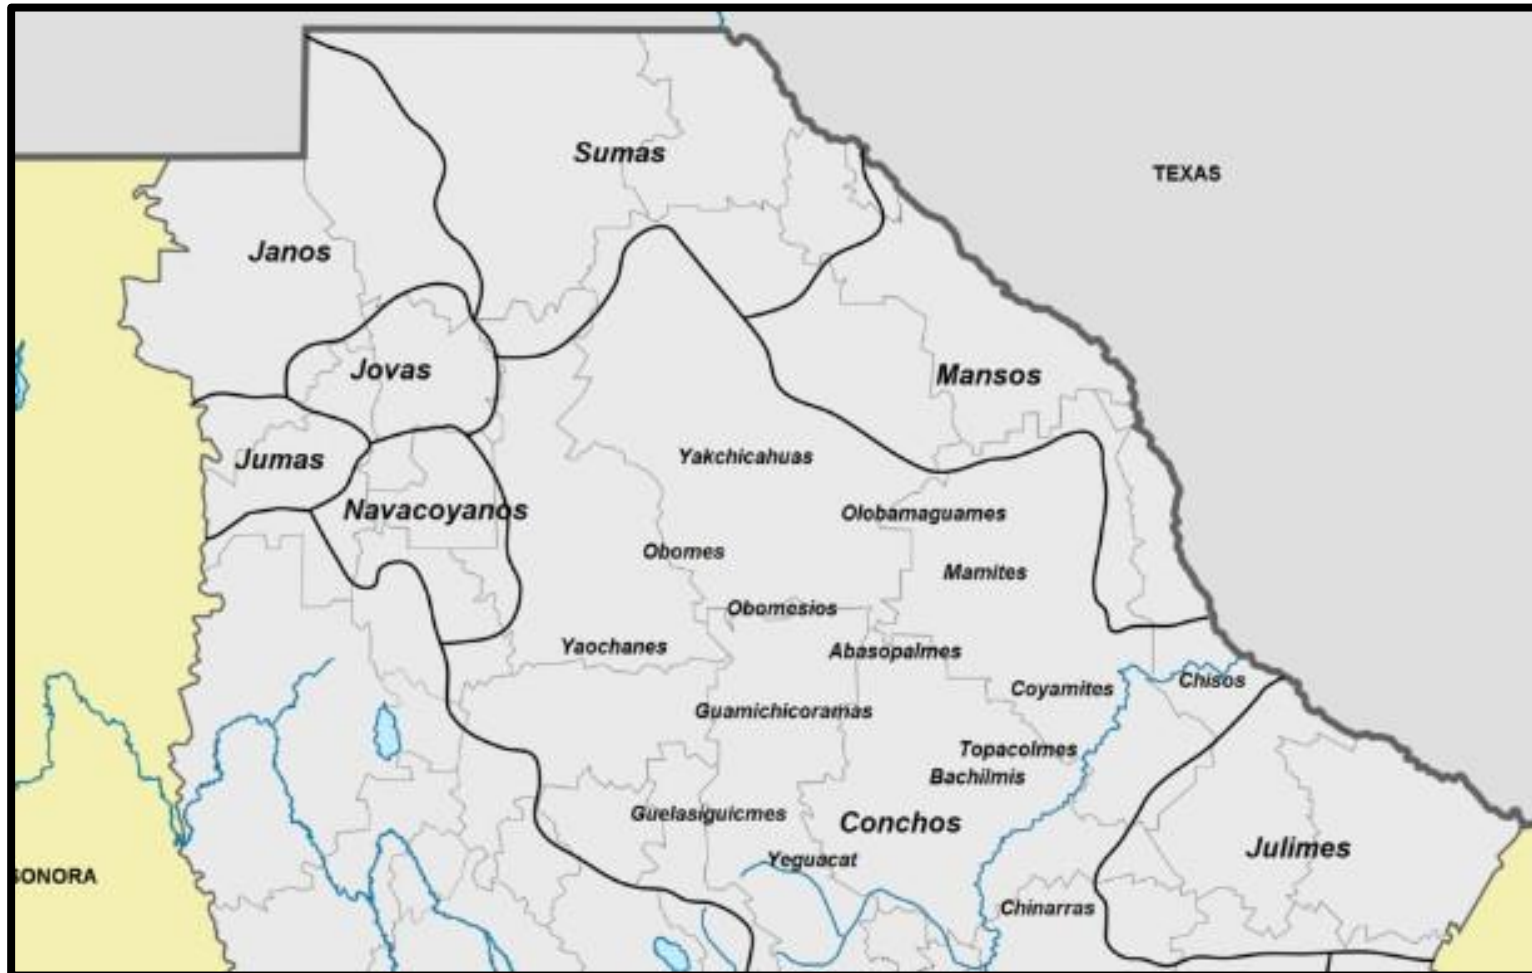 Sumas
TEXAS
Janos
Jovas
Mansos
Jumas
Yakchicahuas
Navacoyanos
Olobamaguames
Obomes
Mamites
Obomesios
Yaochanes
Abasopalmes
Coyamites
Chisos
Guamichicoramas
Topacolmes
Bachilmis
Guelasiguicmes
Conchos
Julimes
Yeguacat
SONORA
Chinarras